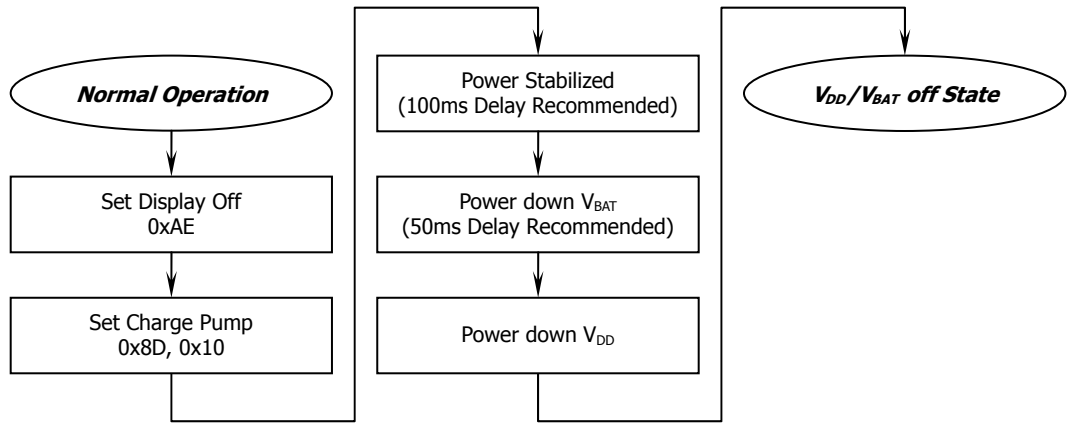 Normal Operation
Set Display Off
0xAE
Set Charge Pump
0x8D, 0x10
Power Stabilized
(100ms Delay Recommended)
Power down VBAT
(50ms Delay Recommended)
Power down VDD
VDD/VBAT off State